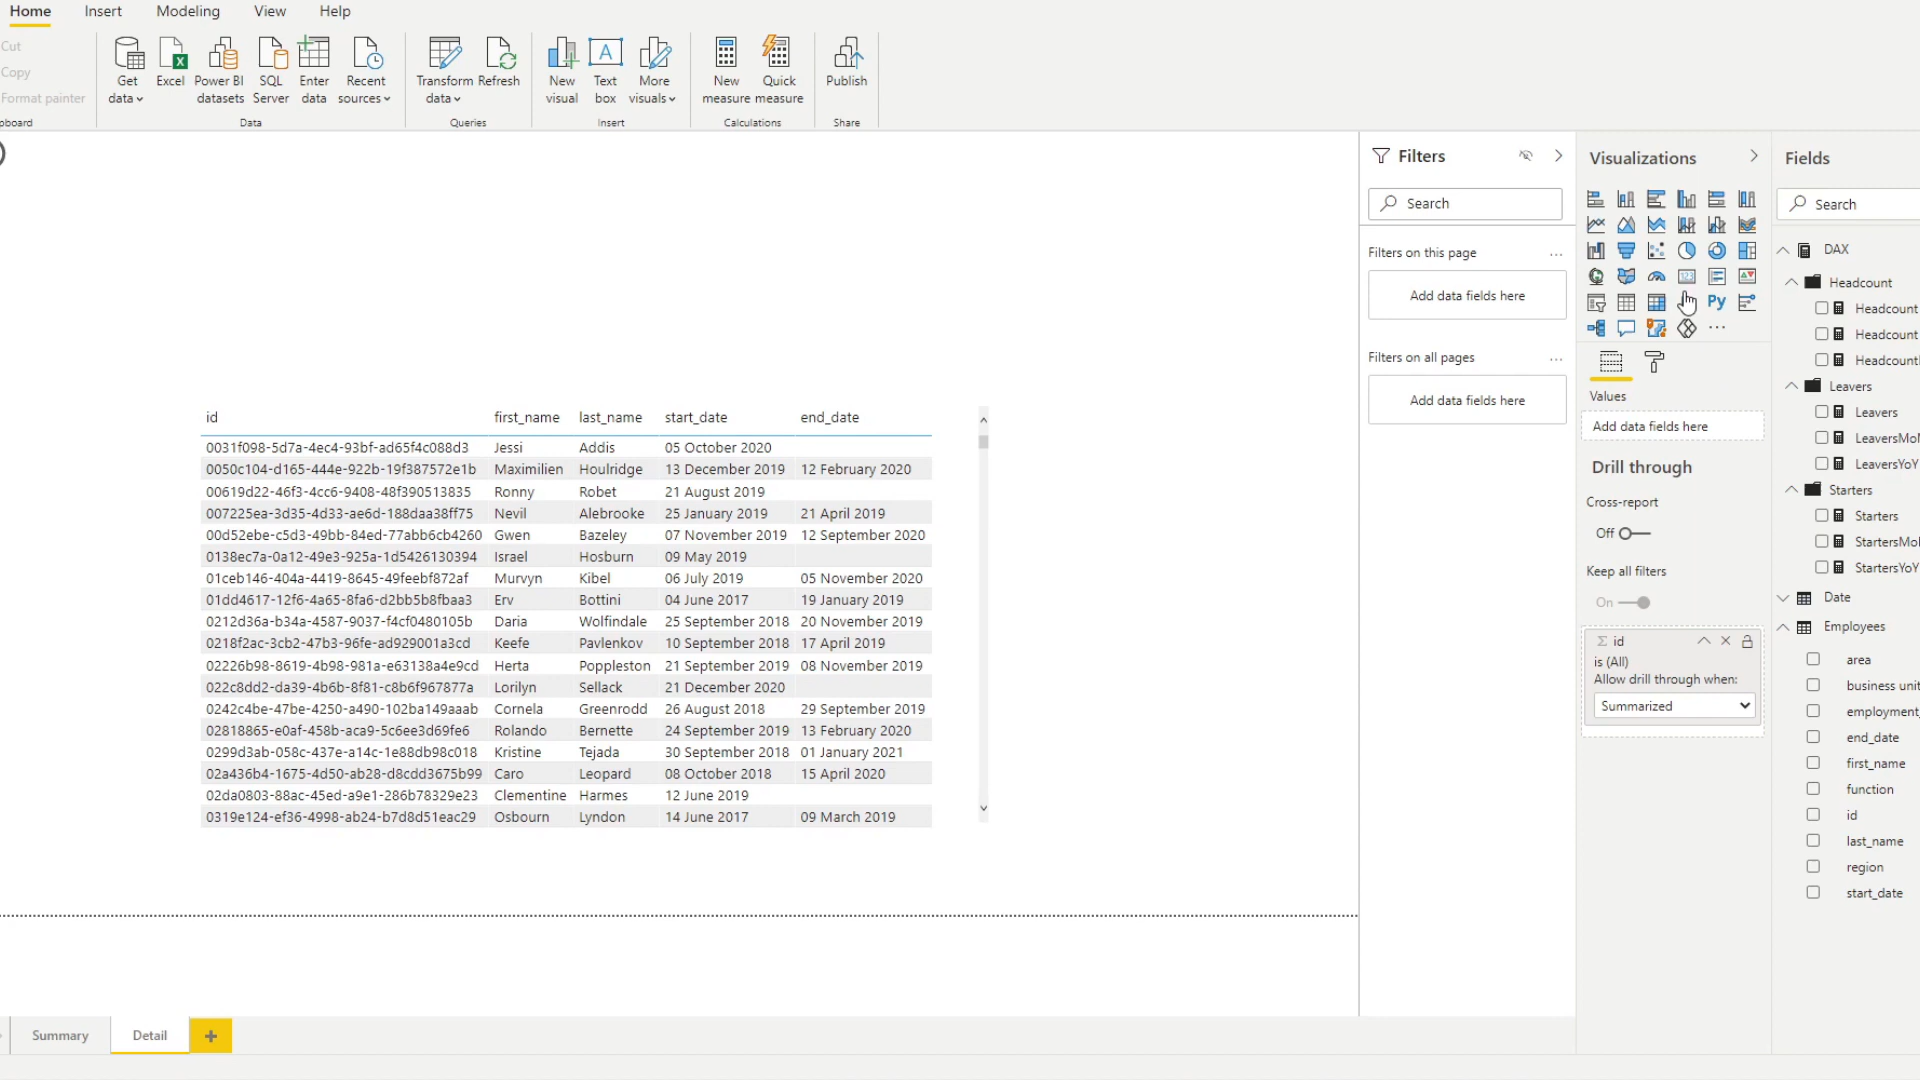 Home Insert Modeling View Help
Cut
Copy
Format painter
pboard
Get data
Excel
Power BI datasets
SQL Server
Enter data
Recent sources
Data
Transform data
Refresh
Queries
New visual
Text box
More visuals
Insert
New measure
Quick measure
Calculations
Publish
Share
id first_name last_name start_date end_date
0031f098-5d7a-4ec4-93bf-ad65f4c088d3 Jessi Addis 05 October 2020
0050c104-d165-444e-922b-19f387572e1b Maximilien Houlridge 13 December 2019 12 February 2020
00619d22-46f3-4cc6-9408-48f390513835 Ronny Robet 21 August 2019
007225ea-3d35-4d33-ae6d-188daa38ff75 Nevil Alebrooke 25 January 2019 21 April 2019
00d52ebe-c5d3-49bb-84ed-77abb6cb4260 Gwen Bazeley 07 November 2019 12 September 2020
0138ec7a-0a12-49e3-925a-1d5426130394 Israel Hosburn 09 May 2019
01ceb146-404a-4419-8645-49feebf872af Murvyn Kibel 06 July 2019 05 November 2020
01dd4617-12f6-4a65-8fa6-d2bb5b8fbaa3 Erv Bottini 04 June 2017 19 January 2019
0212d36a-b34a-4587-9037-f4cf0480105b Daria Wolfindale 25 September 2018 20 November 2019
0218f2ac-3cb2-47b3-96fe-ad929001a3cd Keefe Pavlenkov 10 September 2018 17 April 2019
02226b98-8619-4b98-981a-e63138a4e9cd Herta Poppleston 21 September 2019 08 November 2019
022c8dd2-da39-4b6b-8f81-c8b6f967877a Lorilyn Sellack 21 December 2020
0242c4be-47be-4250-a490-102ba149aaab Cornela Greenrodd 26 August 2018 29 September 2019
02818865-e0af-458b-aca9-5c6ee3d69fe6 Rolando Bernette 24 September 2019 13 February 2020
0299d3ab-058c-437e-a14c-1e88db98c018 Kristine Tejada 30 September 2018 01 January 2021
02a436b4-1675-4d50-ab28-d8cdd3675b99 Caro Leopard 08 October 2018 15 April 2020
02da0803-88ac-45ed-a9e1-286b78329e23 Clementine Harmes 12 June 2019
0319e124-ef36-4998-ab24-b7d8d51eac29 Osbourn Lyndon 14 June 2017 09 March 2019
Summary Detail +
Filters
Search
Filters on this page ...
Add data fields here
Filters on all pages ...
Add data fields here
Visualizations
123
Py
...
Values
Add data fields here
Drill through
Cross-report
Off
Keep all filters
On
Σ id
is (All)
Allow drill through when:
Summarized
Fields
Search
DAX
Headcount
Headcount
Headcount
Headcount
Leavers
Leavers
LeaversMoM
LeaversYoY
Starters
Starters
StartersMo
StartersYoY
Date
Employees
area
business unit
employment_
end_date
first_name
function
id
last_name
region
start_date